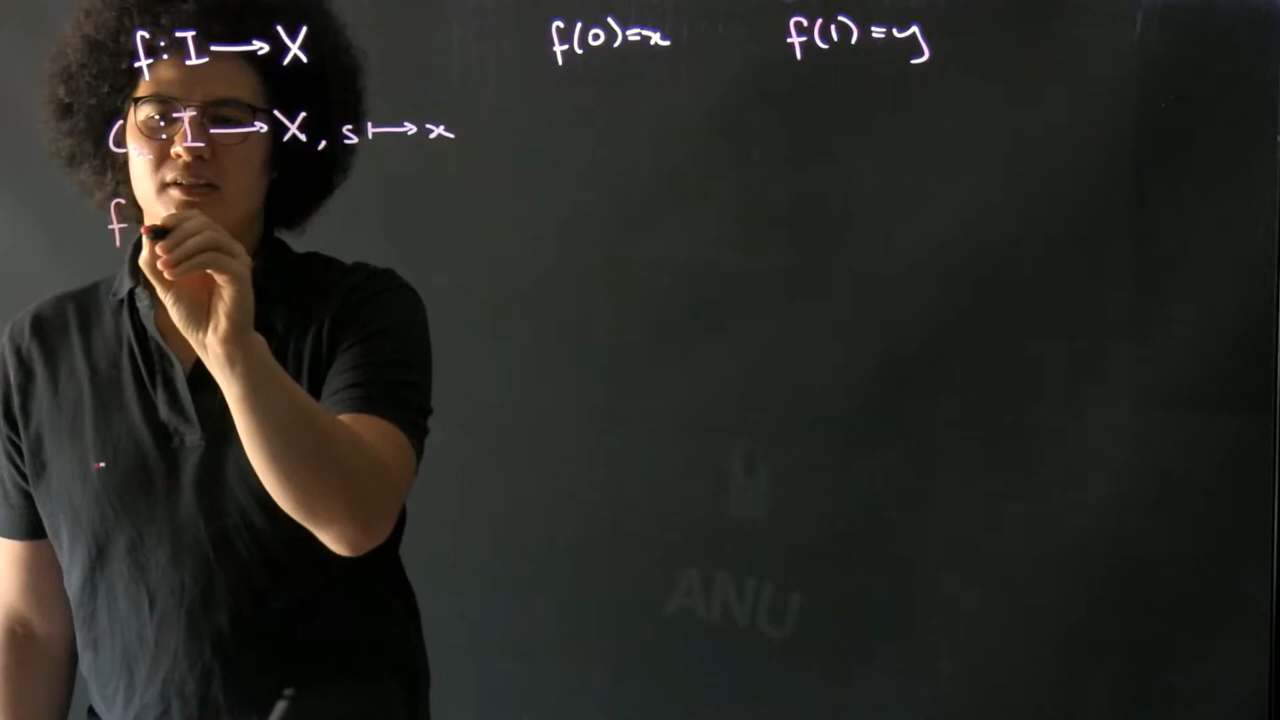 f : I ⟶ X f(0)=x f(1)=y
C : I ⟶ X, s ⟼ x
f
ANU